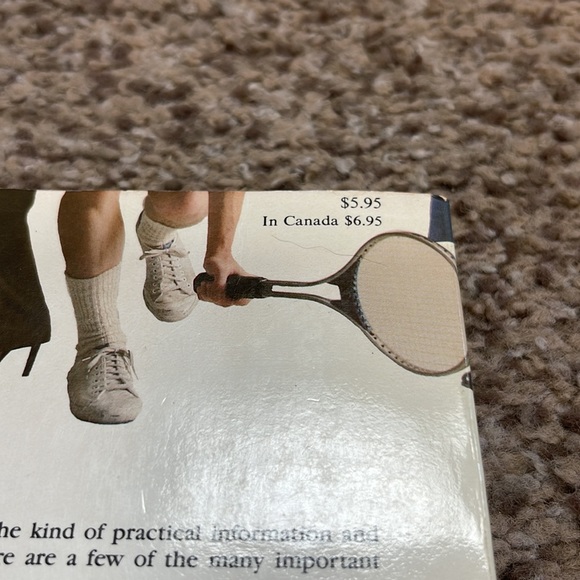 $5.95
In Canada $6.95
he kind of practical information and
re are a few of the many important